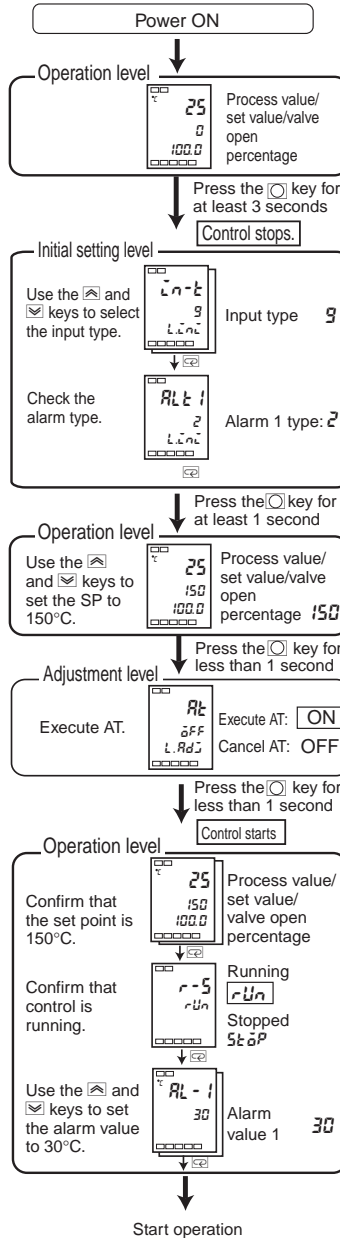 Power ON
Operation level
°C
25
0
100.0
Process value/
set value/valve
open
percentage
Press the key for
at least 3 seconds
Control stops.
Initial setting level
Use the and
keys to select
the input type.
in-t
9
L.ini
Input type 9
Check the
alarm type.
ALt1
2
L.ini
Alarm 1 type: 2
Press the key for
at least 1 second
Operation level
Use the
and keys to
set the SP to
150°C.
°C
25
150
100.0
Process value/
set value/valve
open
percentage 150
Press the key for
less than 1 second
Adjustment level
Execute AT.
At
oFF
L.AdJ
Execute AT: ON
Cancel AT: OFF
Press the key for
less than 1 second
Control starts
Operation level
Confirm that
the set point is
150°C.
°C
25
150
100.0
Process value/
set value/
valve open
percentage
Confirm that
control is
running.
r-S
rUn
Running
rUn
Stopped
StoP
Use the and
keys to set
the alarm value
to 30°C.
°C
AL-1
30
Alarm
value 1 30
Start operation